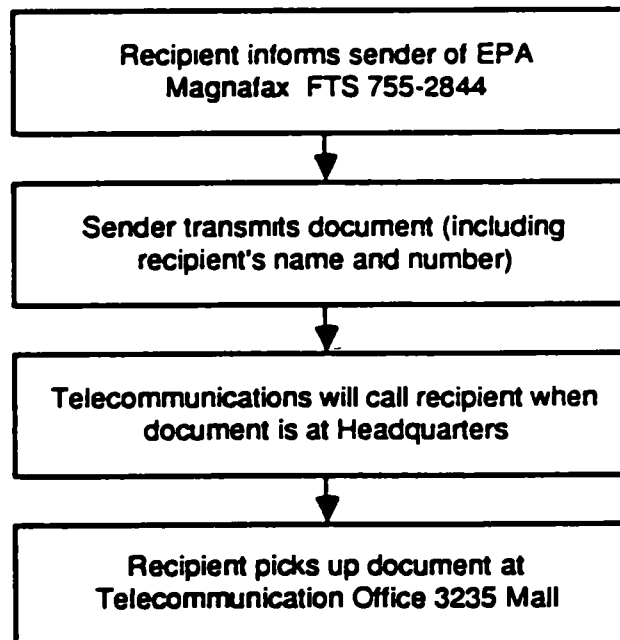 Recipient informs sender of EPA
Magnafax FTS 755-2844
Sender transmits document (including
recipient's name and number)
Telecommunications will call recipient when
document is at Headquarters
Recipient picks up document at
Telecommunication Office 3235 Mall